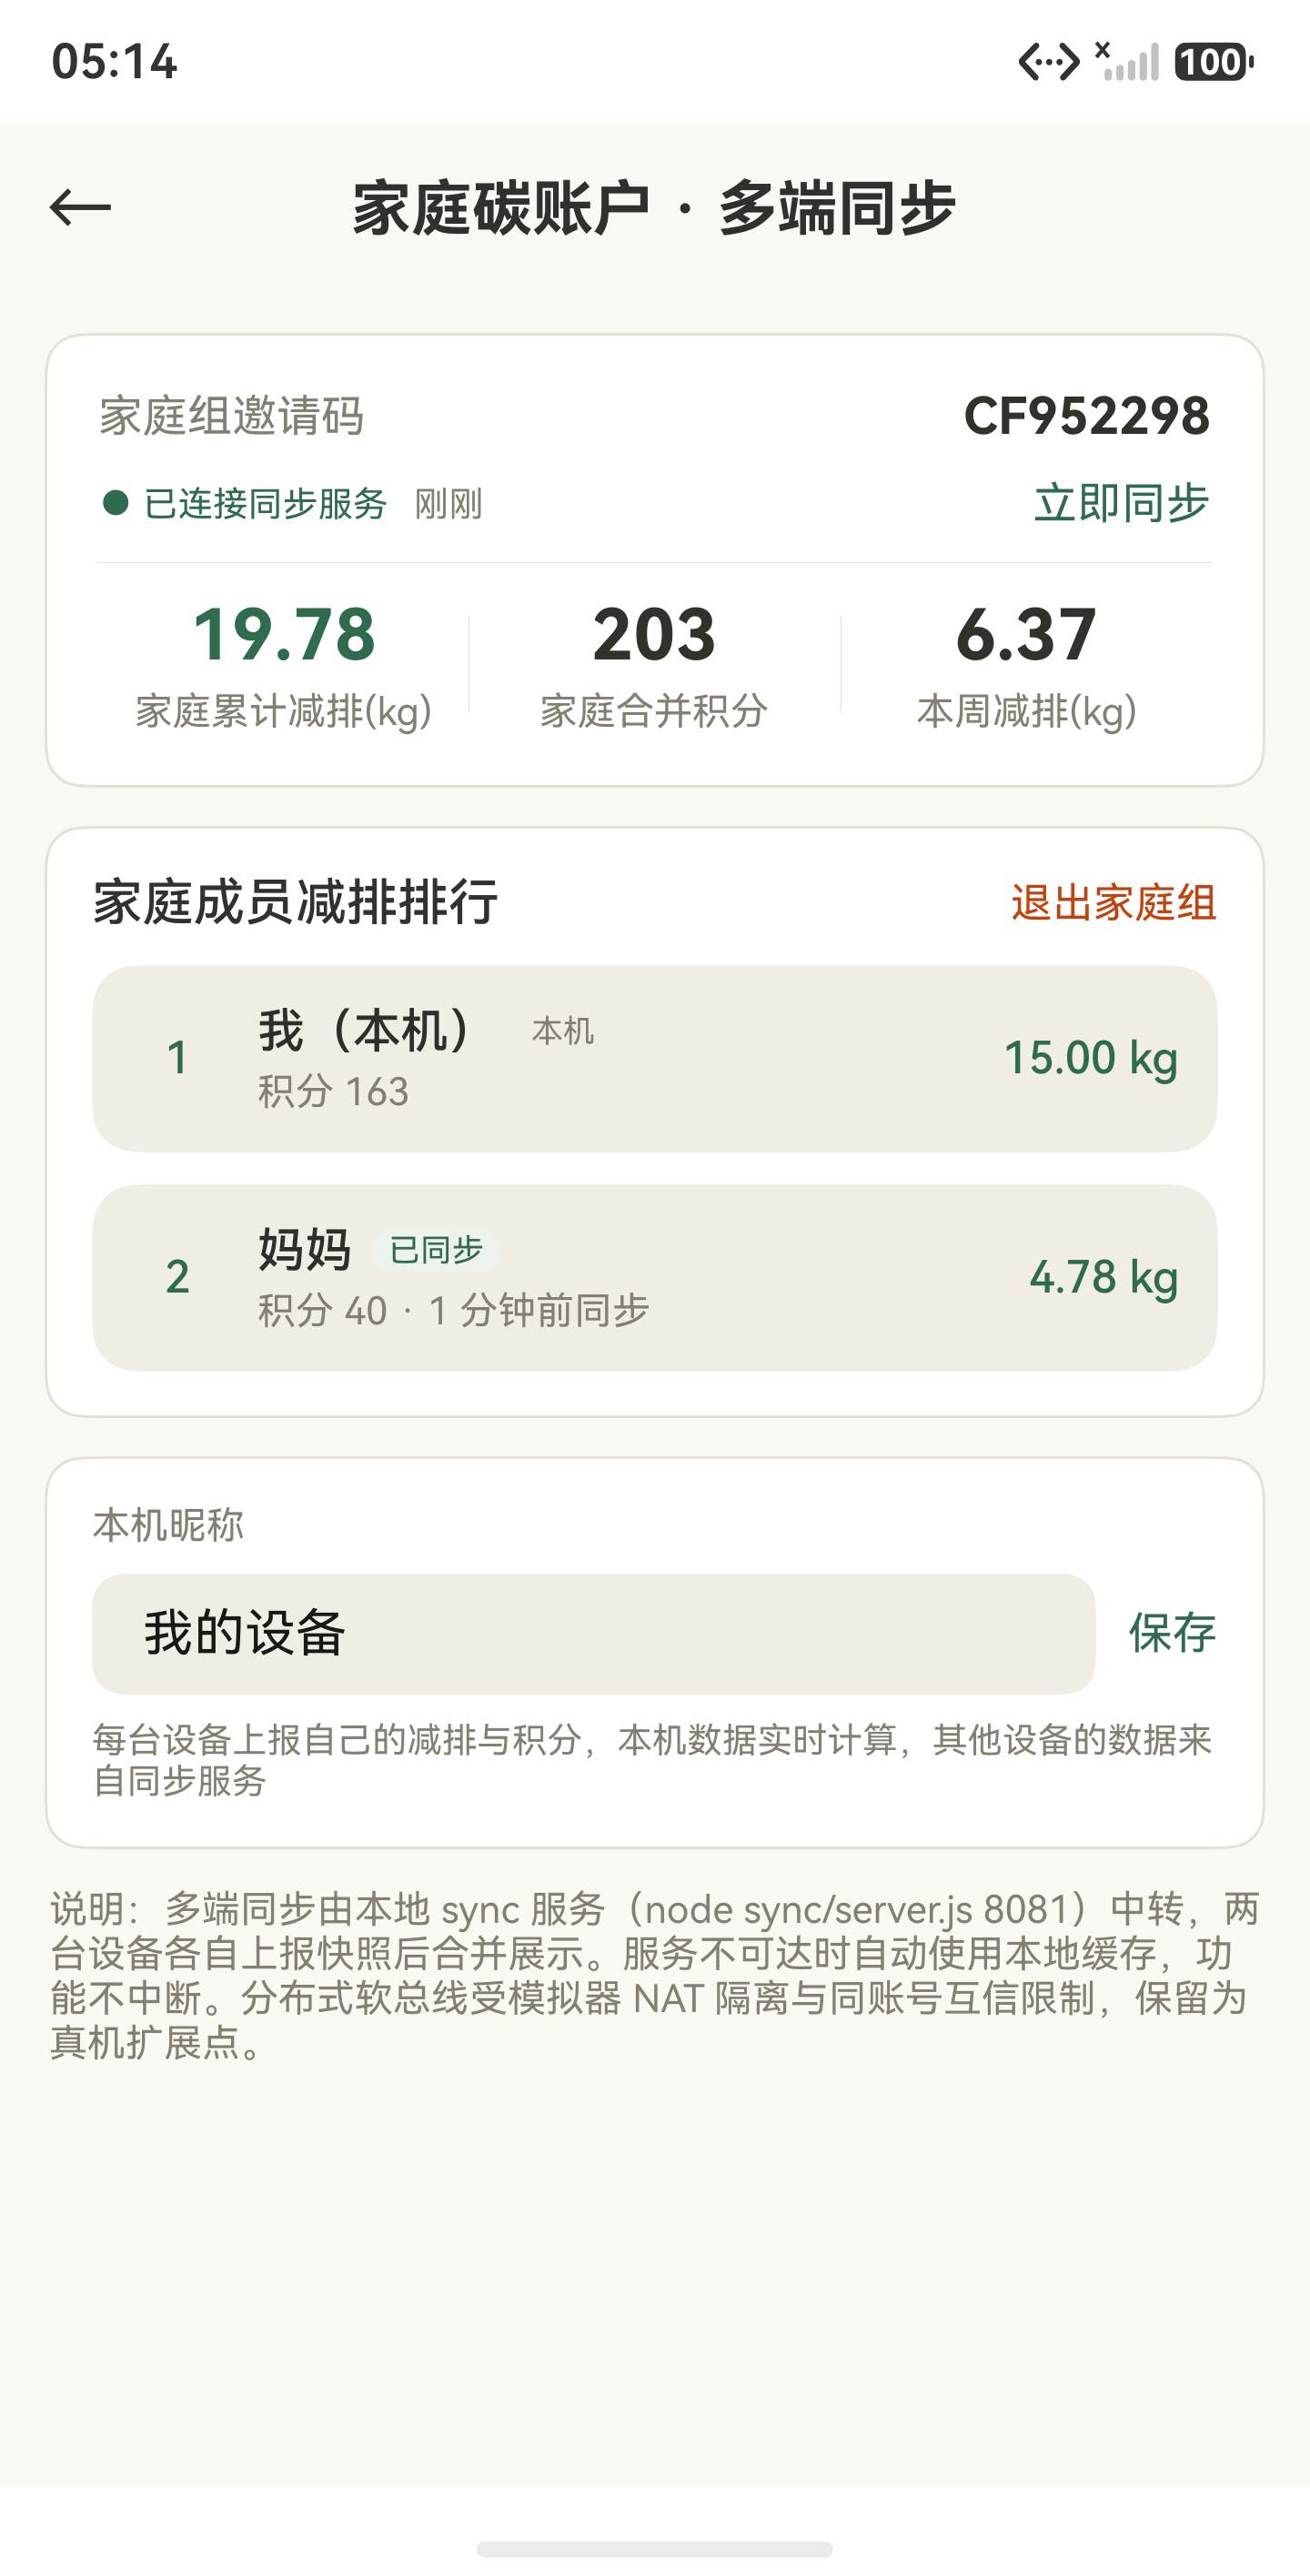 05:14
100
家庭碳账户 · 多端同步
家庭组邀请码 CF952298
已连接同步服务 刚刚 立即同步
19.78 203 6.37
家庭累计减排(kg) 家庭合并积分 本周减排(kg)
家庭成员减排排行 退出家庭组
1 我（本机） 本机 15.00 kg
积分 163
2 妈妈 已同步 4.78 kg
积分 40 · 1 分钟前同步
本机昵称
我的设备 保存
每台设备上报自己的减排与积分，本机数据实时计算，其他设备的数据来
自同步服务
说明：多端同步由本地 sync 服务（node sync/server.js 8081）中转，两
台设备各自上报快照后合并展示。服务不可达时自动使用本地缓存，功
能不中断。分布式软总线受模拟器 NAT 隔离与同账号互信限制，保留为
真机扩展点。